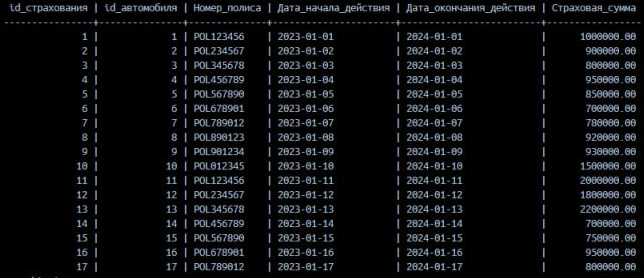 id_страхования | id_автомобиля | Номер_полиса | Дата_начала_действия | Дата_окончания_действия | Страховая_сумма
1 | 1 | POL123456 | 2023-01-01 | 2024-01-01 | 1000000.00
2 | 2 | POL234567 | 2023-01-02 | 2024-01-02 | 900000.00
3 | 3 | POL345678 | 2023-01-03 | 2024-01-03 | 800000.00
4 | 4 | POL456789 | 2023-01-04 | 2024-01-04 | 950000.00
5 | 5 | POL567890 | 2023-01-05 | 2024-01-05 | 850000.00
6 | 6 | POL678901 | 2023-01-06 | 2024-01-06 | 700000.00
7 | 7 | POL789012 | 2023-01-07 | 2024-01-07 | 780000.00
8 | 8 | POL890123 | 2023-01-08 | 2024-01-08 | 920000.00
9 | 9 | POL901234 | 2023-01-09 | 2024-01-09 | 930000.00
10 | 10 | POL012345 | 2023-01-10 | 2024-01-10 | 1500000.00
11 | 11 | POL123456 | 2023-01-11 | 2024-01-11 | 2000000.00
12 | 12 | POL234567 | 2023-01-12 | 2024-01-12 | 1800000.00
13 | 13 | POL345678 | 2023-01-13 | 2024-01-13 | 2200000.00
14 | 14 | POL456789 | 2023-01-14 | 2024-01-14 | 700000.00
15 | 15 | POL567890 | 2023-01-15 | 2024-01-15 | 750000.00
16 | 16 | POL678901 | 2023-01-16 | 2024-01-16 | 950000.00
17 | 17 | POL789012 | 2023-01-17 | 2024-01-17 | 800000.00